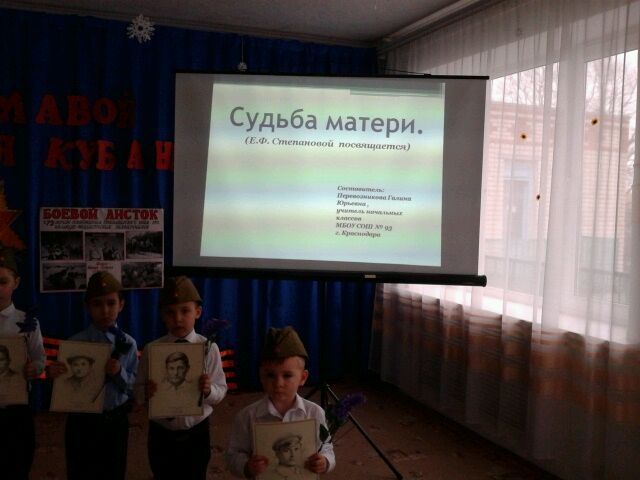 МАВОЙ
Я КУБАН
Судьба матери.
(Е.Ф. Степановой посвящается)
Составитель:
Перевозникова Галина
Юрьевна ,
учитель начальных
классов
МБОУ СОШ № 93
г. Краснодара
БОЕВОЙ ЛИСТОК